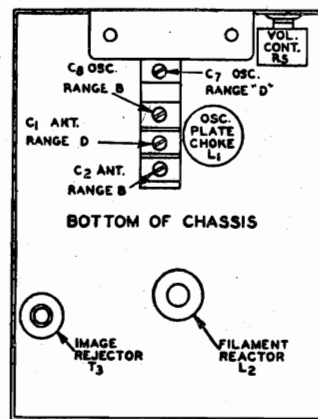 VOL.
CONT.
R5
C8 OSC.
RANGE B
C7 OSC.
RANGE "D"
C1 ANT.
RANGE D
OSC.
PLATE
CHOKE
L1
C2 ANT.
RANGE B
BOTTOM OF CHASSIS
IMAGE
REJECTOR
T3
FILAMENT
REACTOR
L2